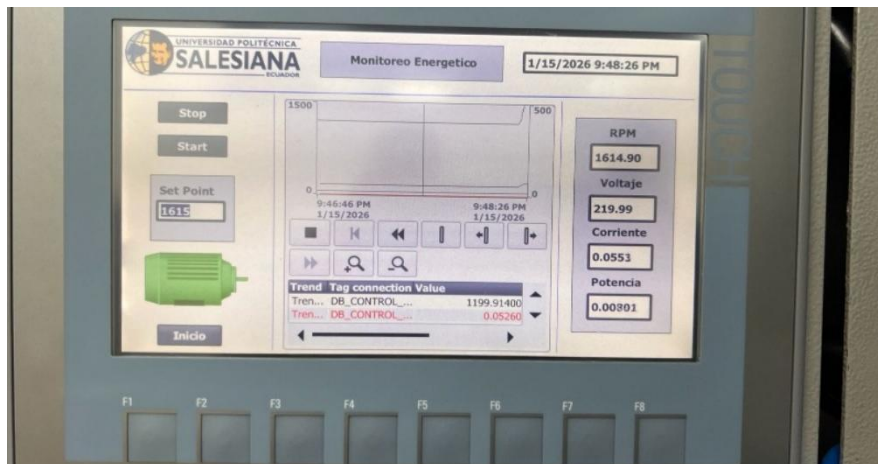 UNIVERSIDAD POLITÉCNICA
SALESIANA
ECUADOR
Monitoreo Energetico
1/15/2026 9:48:26 PM
Stop
Start
Set Point
1615
Inicio
1500
500
0
0
9:46:46 PM
1/15/2026
9:48:26 PM
1/15/2026
Trend Tag connection Value
Tren... DB_CONTROL_... 1199.91400
Tren... DB_CONTROL_... 0.05260
RPM
1614.90
Voltaje
219.99
Corriente
0.0553
Potencia
0.00801
TOUCH
F1 F2 F3 F4 F5 F6 F7 F8